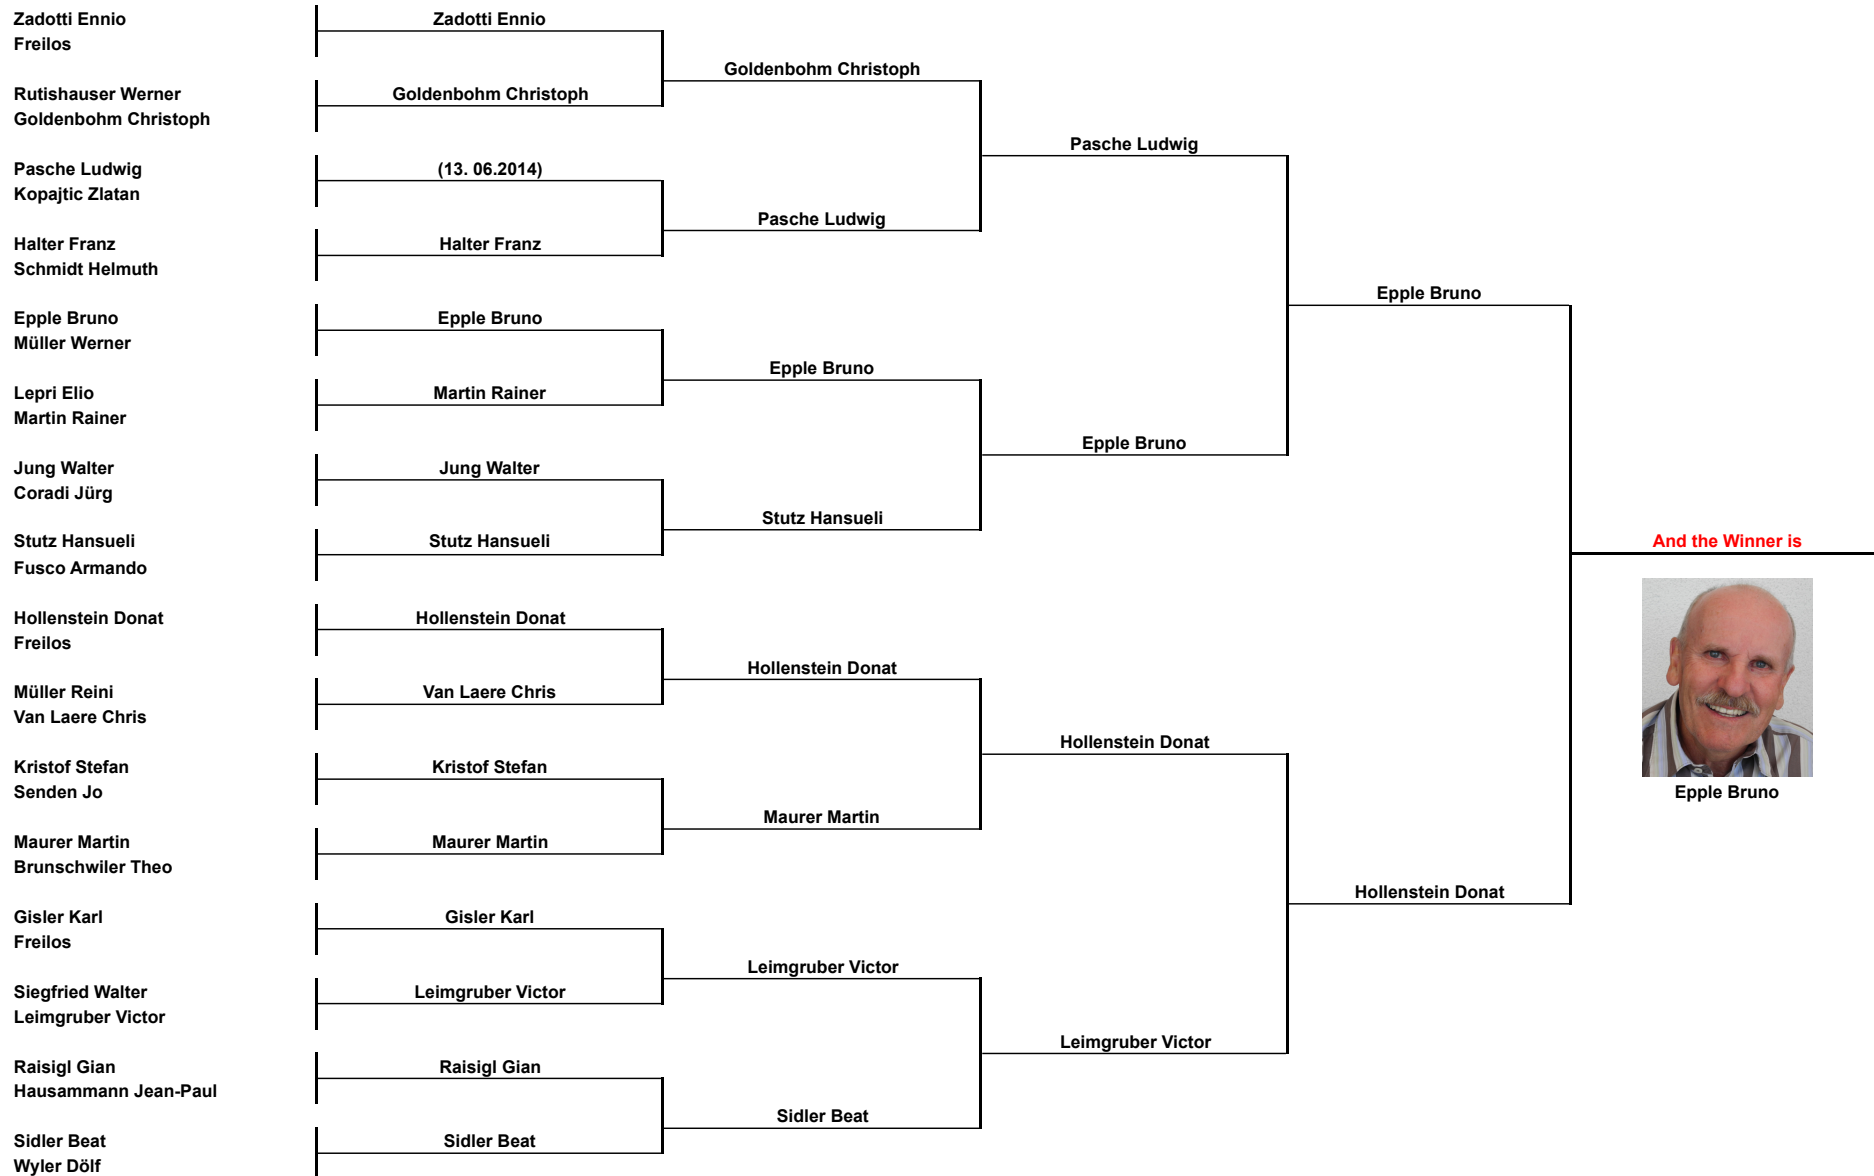 Zadotti Ennio
Freilos
Rutishauser Werner
Goldenbohm Christoph
Pasche Ludwig
Kopajtic Zlatan
Halter Franz
Schmidt Helmuth
Epple Bruno
Müller Werner
Lepri Elio
Martin Rainer
Jung Walter
Coradi Jürg
Stutz Hansueli
Fusco Armando
Hollenstein Donat
Freilos
Müller Reini
Van Laere Chris
Kristof Stefan
Senden Jo
Maurer Martin
Brunschwiler Theo
Gisler Karl
Freilos
Siegfried Walter
Leimgruber Victor
Raisigl Gian
Hausammann Jean-Paul
Sidler Beat
Wyler Dölf
Zadotti Ennio
Goldenbohm Christoph
(13. 06.2014)
Halter Franz
Epple Bruno
Martin Rainer
Jung Walter
Stutz Hansueli
Hollenstein Donat
Van Laere Chris
Kristof Stefan
Maurer Martin
Gisler Karl
Leimgruber Victor
Raisigl Gian
Sidler Beat
Goldenbohm Christoph
Pasche Ludwig
Epple Bruno
Stutz Hansueli
Hollenstein Donat
Maurer Martin
Leimgruber Victor
Sidler Beat
Pasche Ludwig
Epple Bruno
Hollenstein Donat
Leimgruber Victor
Epple Bruno
Hollenstein Donat
And the Winner is
Epple Bruno